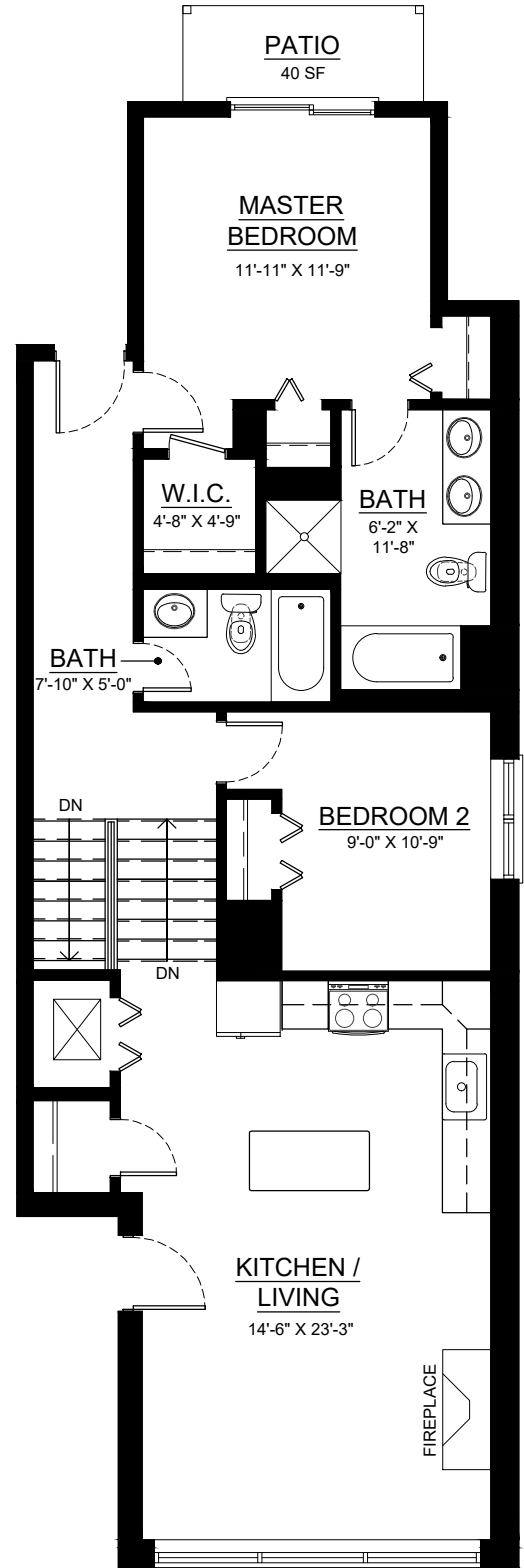 PATIO
40 SF
MASTER
BEDROOM
11'-11" X 11'-9"
W.I.C.
4'-8" X 4'-9"
BATH
6'-2" X
11'-8"
BATH
7'-10" X 5'-0"
DN
BEDROOM 2
9'-0" X 10'-9"
DN
KITCHEN /
LIVING
14'-6" X 23'-3"
FIREPLACE